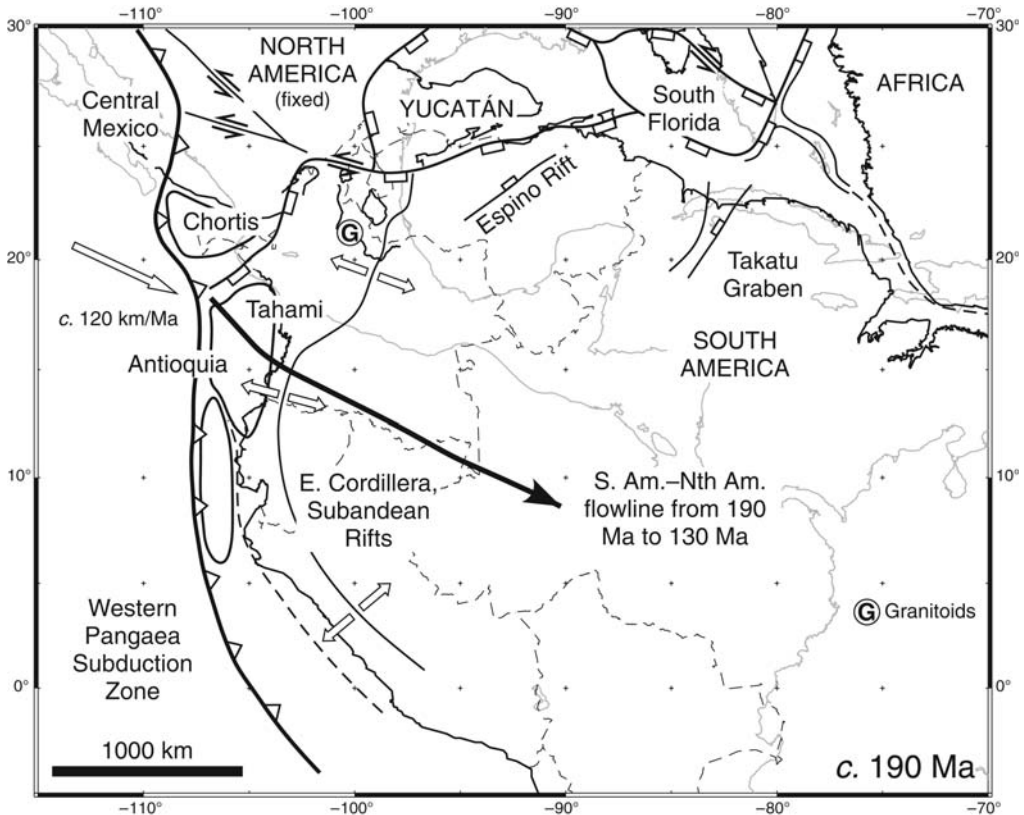 −110° −100° −90° −80° −70°
30° 30°
NORTH
AMERICA
(fixed)
AFRICA
Central
Mexico
YUCATÁN
South
Florida
Espino Rift
Chortis
G
20° 20°
Takatu
Graben
c. 120 km/Ma
Tahami
SOUTH
AMERICA
Antioquia
10° 10°
E. Cordillera,
Subandean
Rifts
S. Am.–Nth Am.
flowline from 190
Ma to 130 Ma
Western
Pangaea
Subduction
Zone
G Granitoids
0° 0°
1000 km
c. 190 Ma
−110° −100° −90° −80° −70°